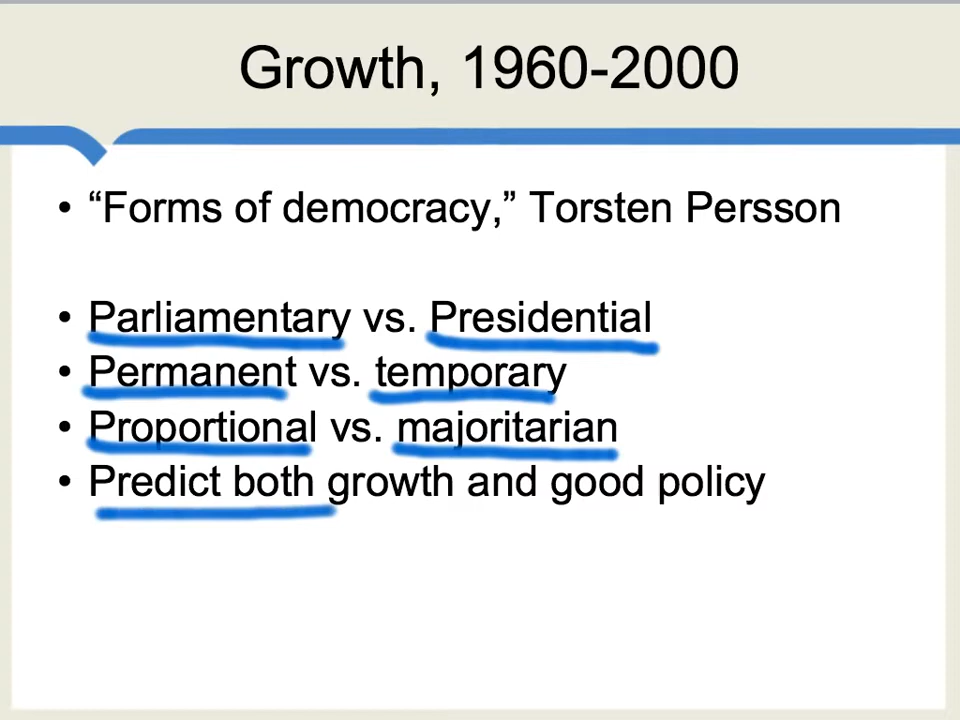 Growth, 1960-2000
• “Forms of democracy,” Torsten Persson
• Parliamentary vs. Presidential
• Permanent vs. temporary
• Proportional vs. majoritarian
• Predict both growth and good policy